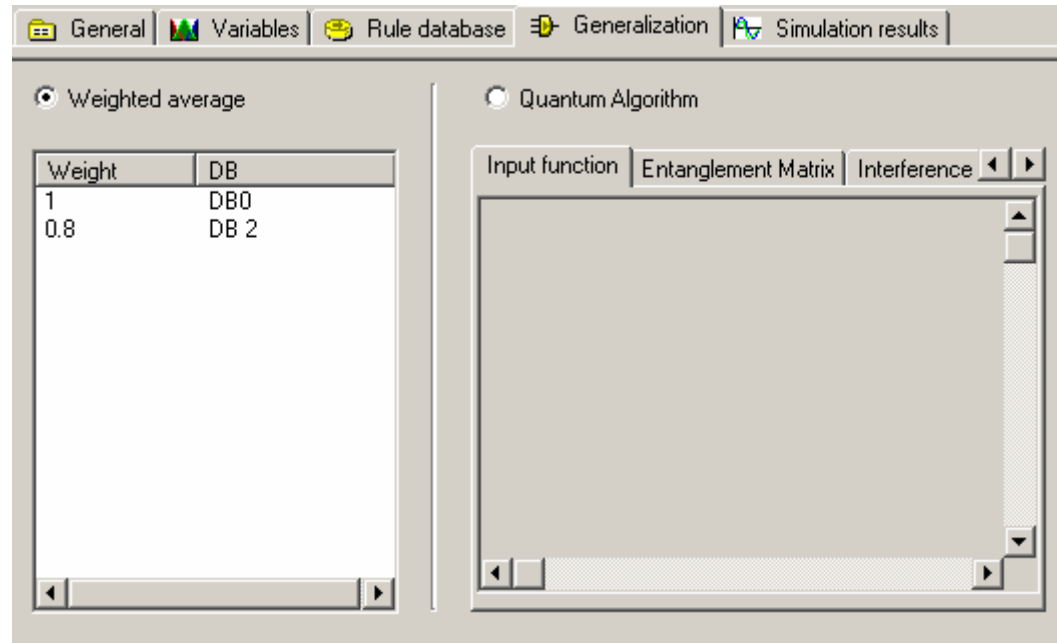 General Variables Rule database Generalization Simulation results
Weighted average
Quantum Algorithm
Weight DB
1 DB0
0.8 DB 2
Input function Entanglement Matrix Interference